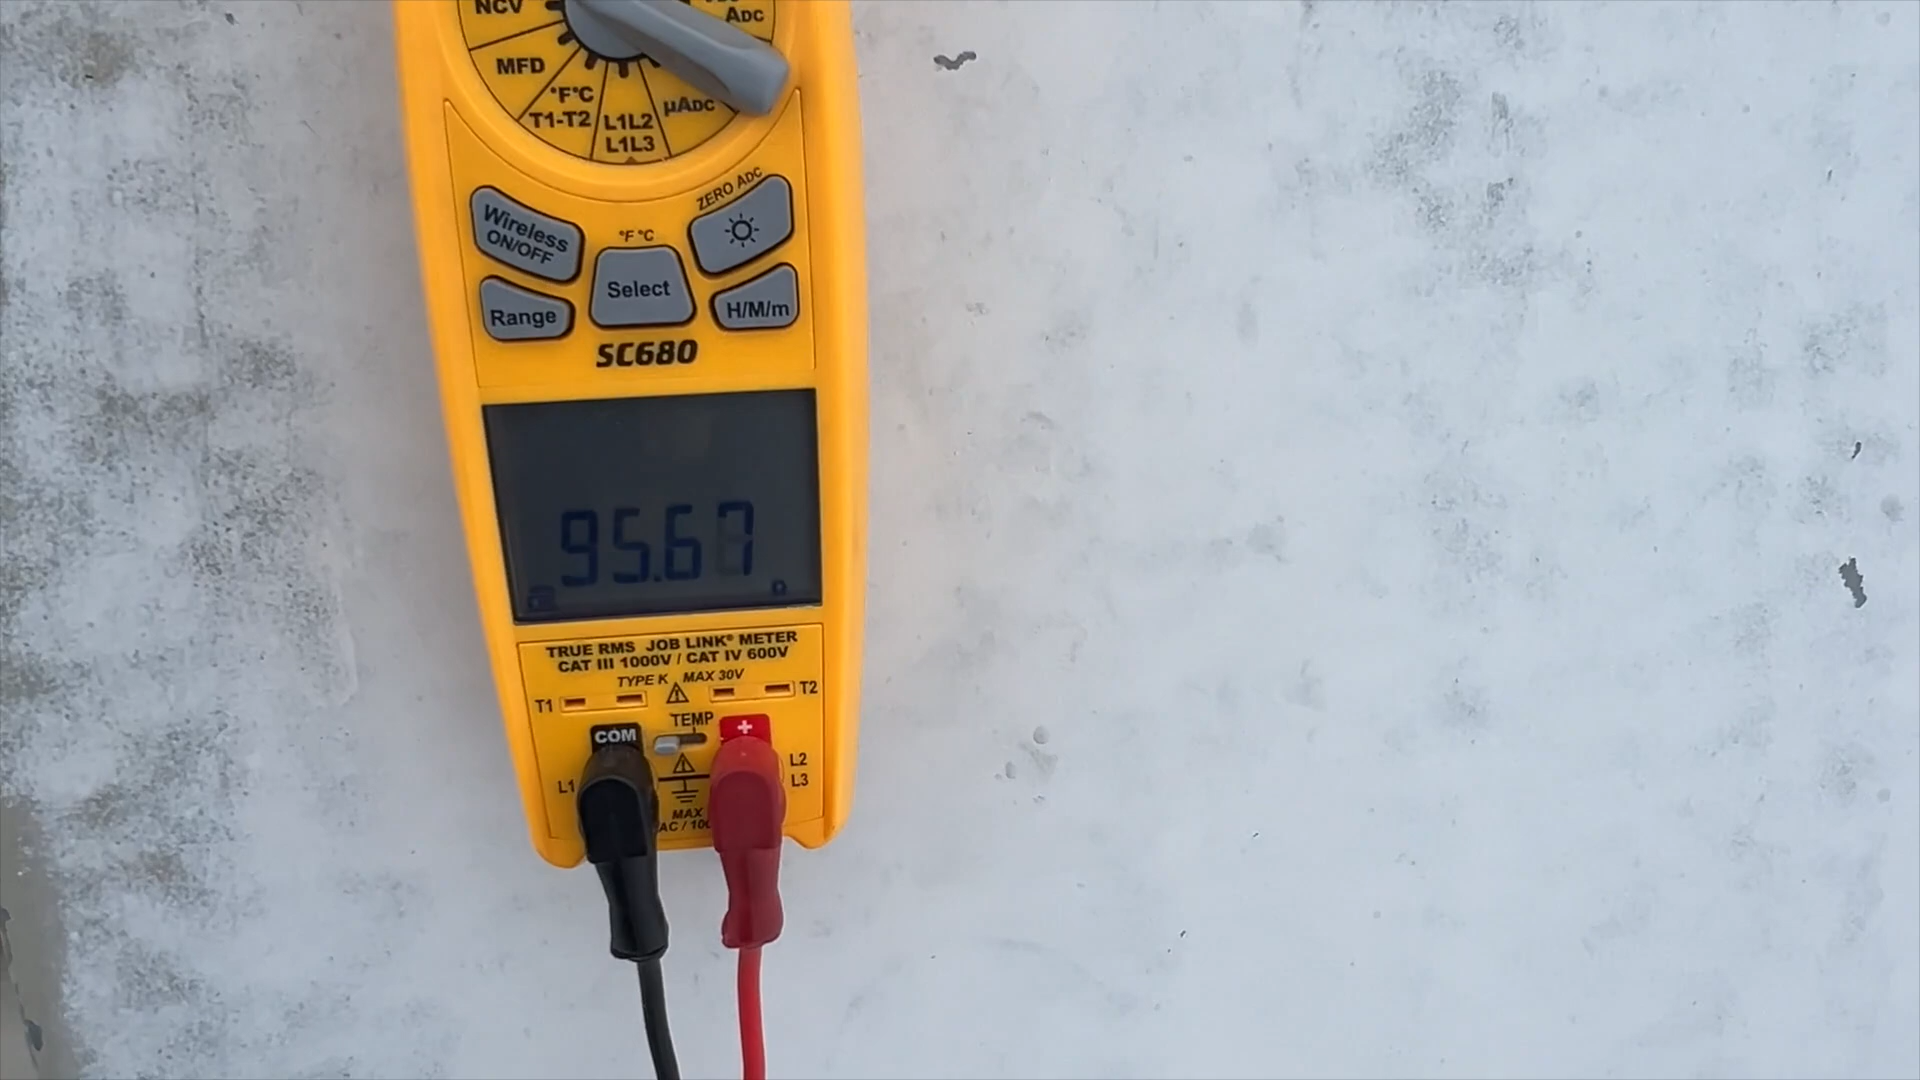 NCV
ADC
MFD
°F°C
T1-T2
L1L2
L1L3
µADC
ZERO ADC
Wireless
ON/OFF
°F °C
Select
Range
H/M/m
SC680
95.67
Ω
TRUE RMS JOB LINK® METER
CAT III 1000V / CAT IV 600V
TYPE K MAX 30V
T1
T2
TEMP
COM
+
L1
L2
L3
MAX